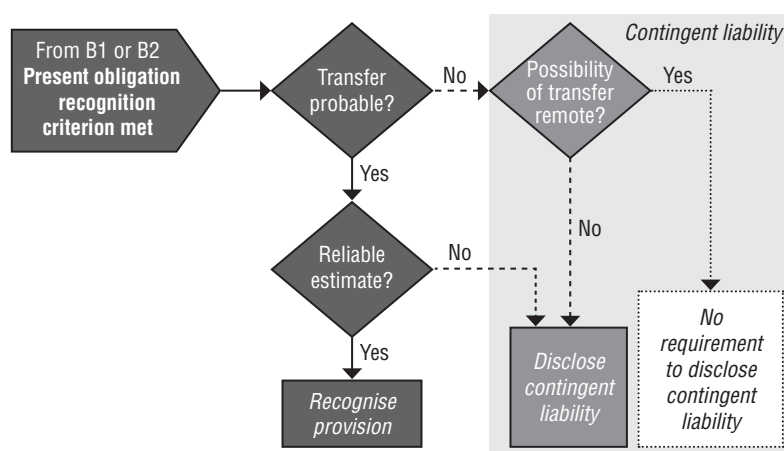 Contingent liability
From B1 or B2
Present obligation
recognition
criterion met
Transfer
probable?
No
Possibility
of transfer
remote?
Yes
Yes
No
Reliable
estimate?
No
Yes
Recognise
provision
Disclose
contingent
liability
No
requirement
to disclose
contingent
liability